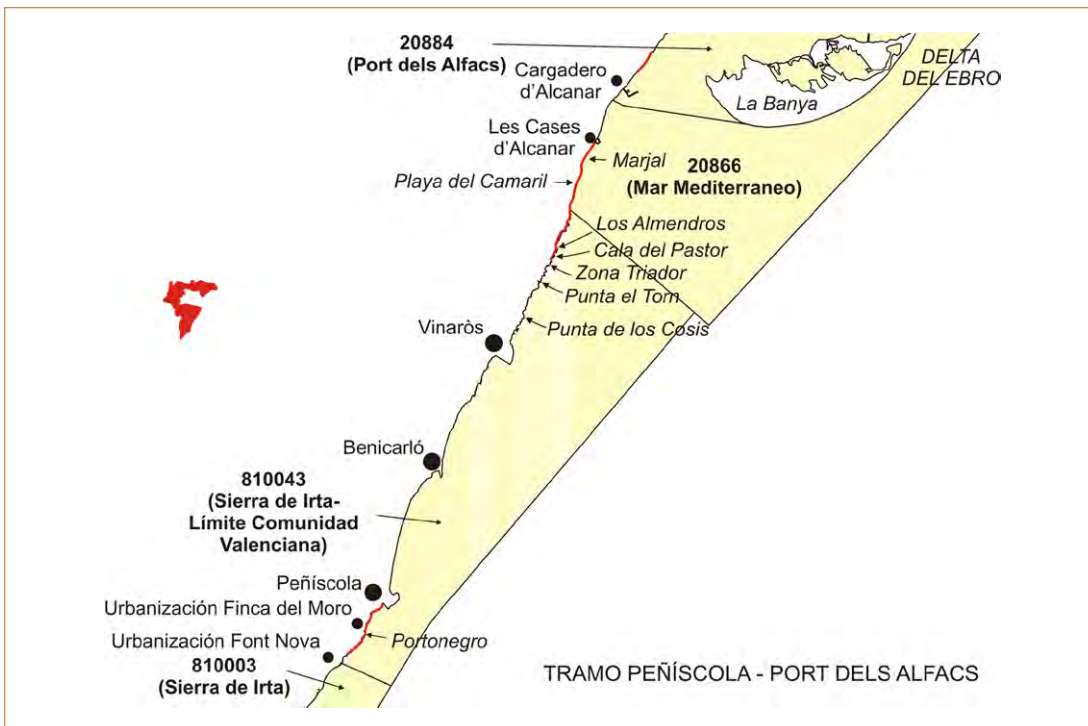 20884
(Port dels Alfacs)
DELTA
DEL EBRO
Cargadero
d'Alcanar
La Banya
Les Cases
d'Alcanar
Marjal
20866
(Mar Mediterraneo)
Playa del Camaril
Los Almendros
Cala del Pastor
Zona Triador
Punta el Torn
Punta de los Cosis
Vinaròs
Benicarló
810043
(Sierra de Irta-
Límite Comunidad
Valenciana)
Peñíscola
Urbanización Finca del Moro
Portonegro
Urbanización Font Nova
810003
(Sierra de Irta)
TRAMO PEÑÍSCOLA - PORT DELS ALFACS